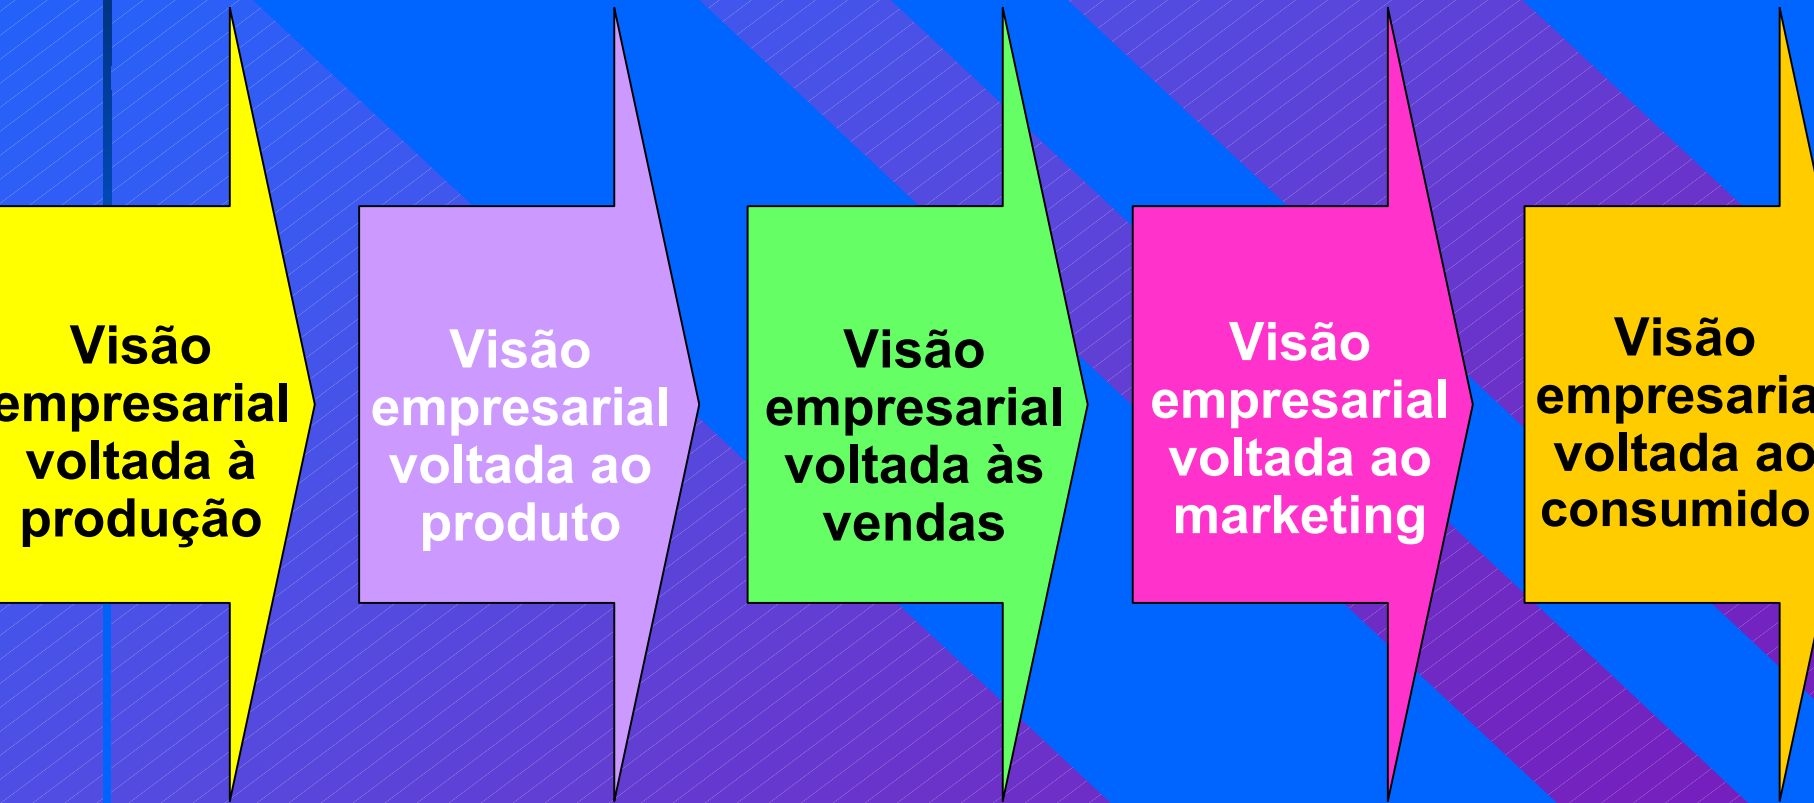 Visão
empresarial
voltada à
produção
Visão
empresarial
voltada ao
produto
Visão
empresarial
voltada às
vendas
Visão
empresarial
voltada ao
marketing
Visão
empresaria
voltada ao
consumido